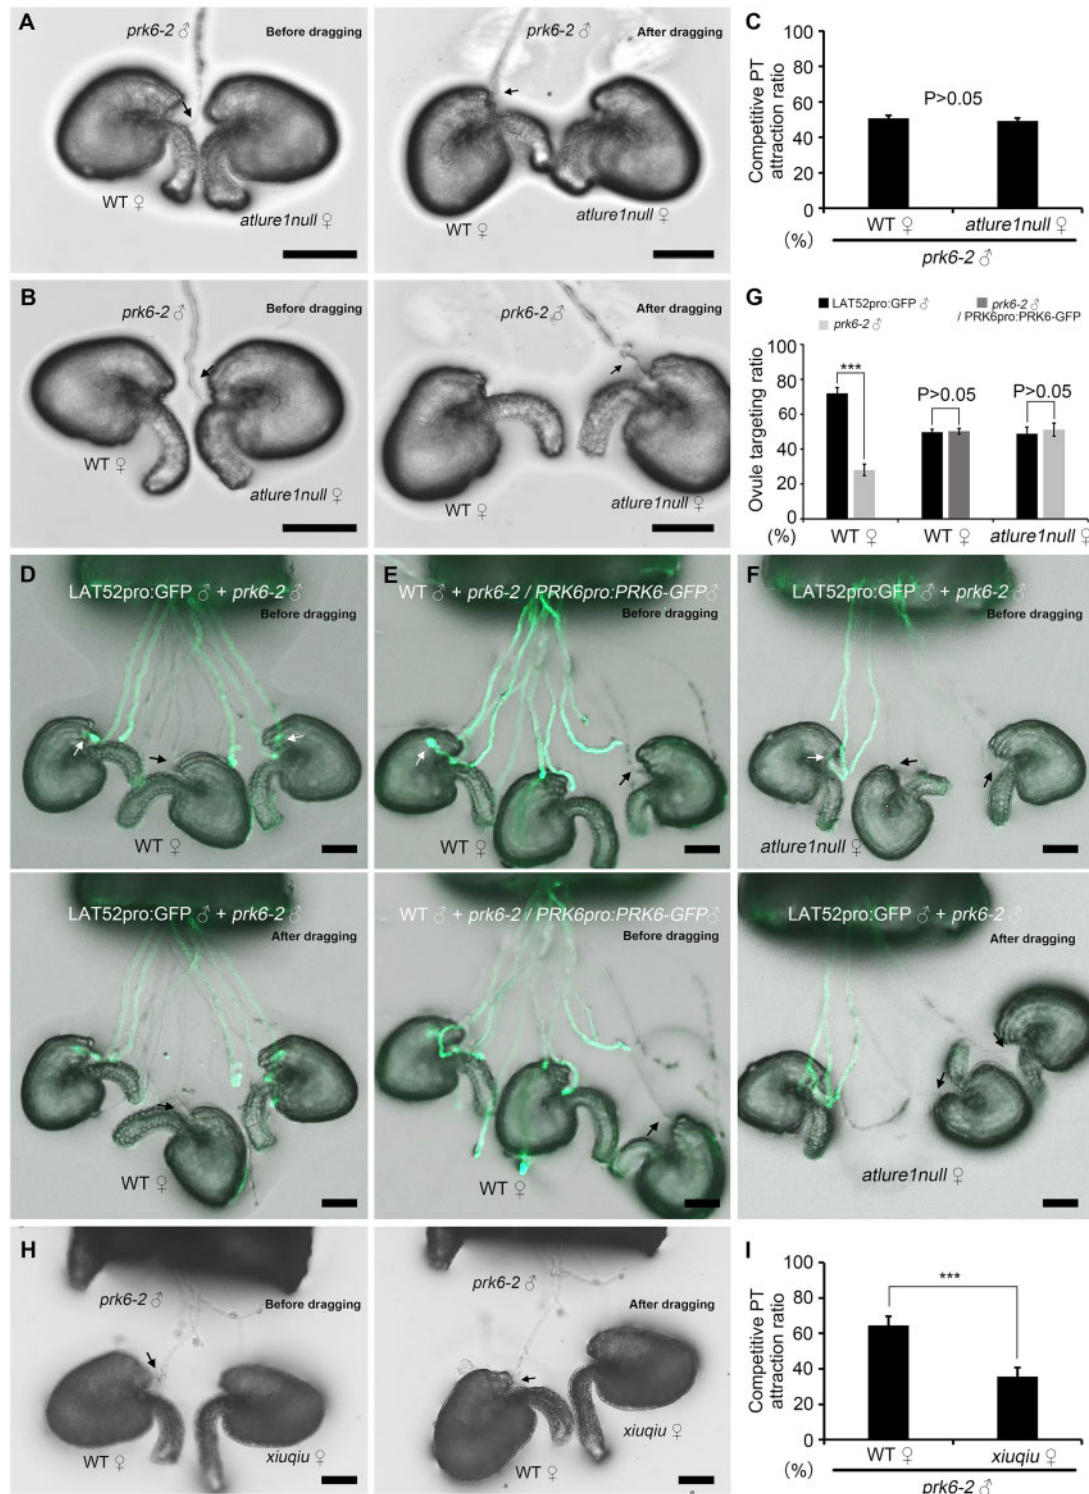 A
prk6-2 ♂
Before dragging
WT ♀
atlure1null ♀
prk6-2 ♂
After dragging
WT ♀
atlure1null ♀
B
prk6-2 ♂
Before dragging
WT ♀
atlure1null ♀
prk6-2 ♂
After dragging
WT ♀
atlure1null ♀
C
Competitive PT
attraction ratio
100
80
60
40
20
0
(%)
P>0.05
WT ♀
atlure1null ♀
prk6-2 ♂
G
LAT52pro:GFP ♂
prk6-2 ♂
/ PRK6pro:PRK6-GFP
prk6-2 ♂
Ovule targeting ratio
100
80
60
40
20
0
(%)
***
P>0.05
P>0.05
WT ♀
WT ♀
atlure1null ♀
D
LAT52pro:GFP ♂ + prk6-2 ♂
Before dragging
WT ♀
LAT52pro:GFP ♂ + prk6-2 ♂
After dragging
WT ♀
E
WT ♂ + prk6-2 / PRK6pro:PRK6-GFP♂
Before dragging
WT ♀
WT ♂ + prk6-2 / PRK6pro:PRK6-GFP♂
Before dragging
WT ♀
F
LAT52pro:GFP ♂ + prk6-2 ♂
Before dragging
atlure1null ♀
LAT52pro:GFP ♂ + prk6-2 ♂
After dragging
atlure1null ♀
H
prk6-2 ♂
Before dragging
WT ♀
xiuqiu ♀
prk6-2 ♂
After dragging
WT ♀
xiuqiu ♀
I
Competitive PT
attraction ratio
100
80
60
40
20
0
(%)
***
WT ♀
xiuqiu ♀
prk6-2 ♂